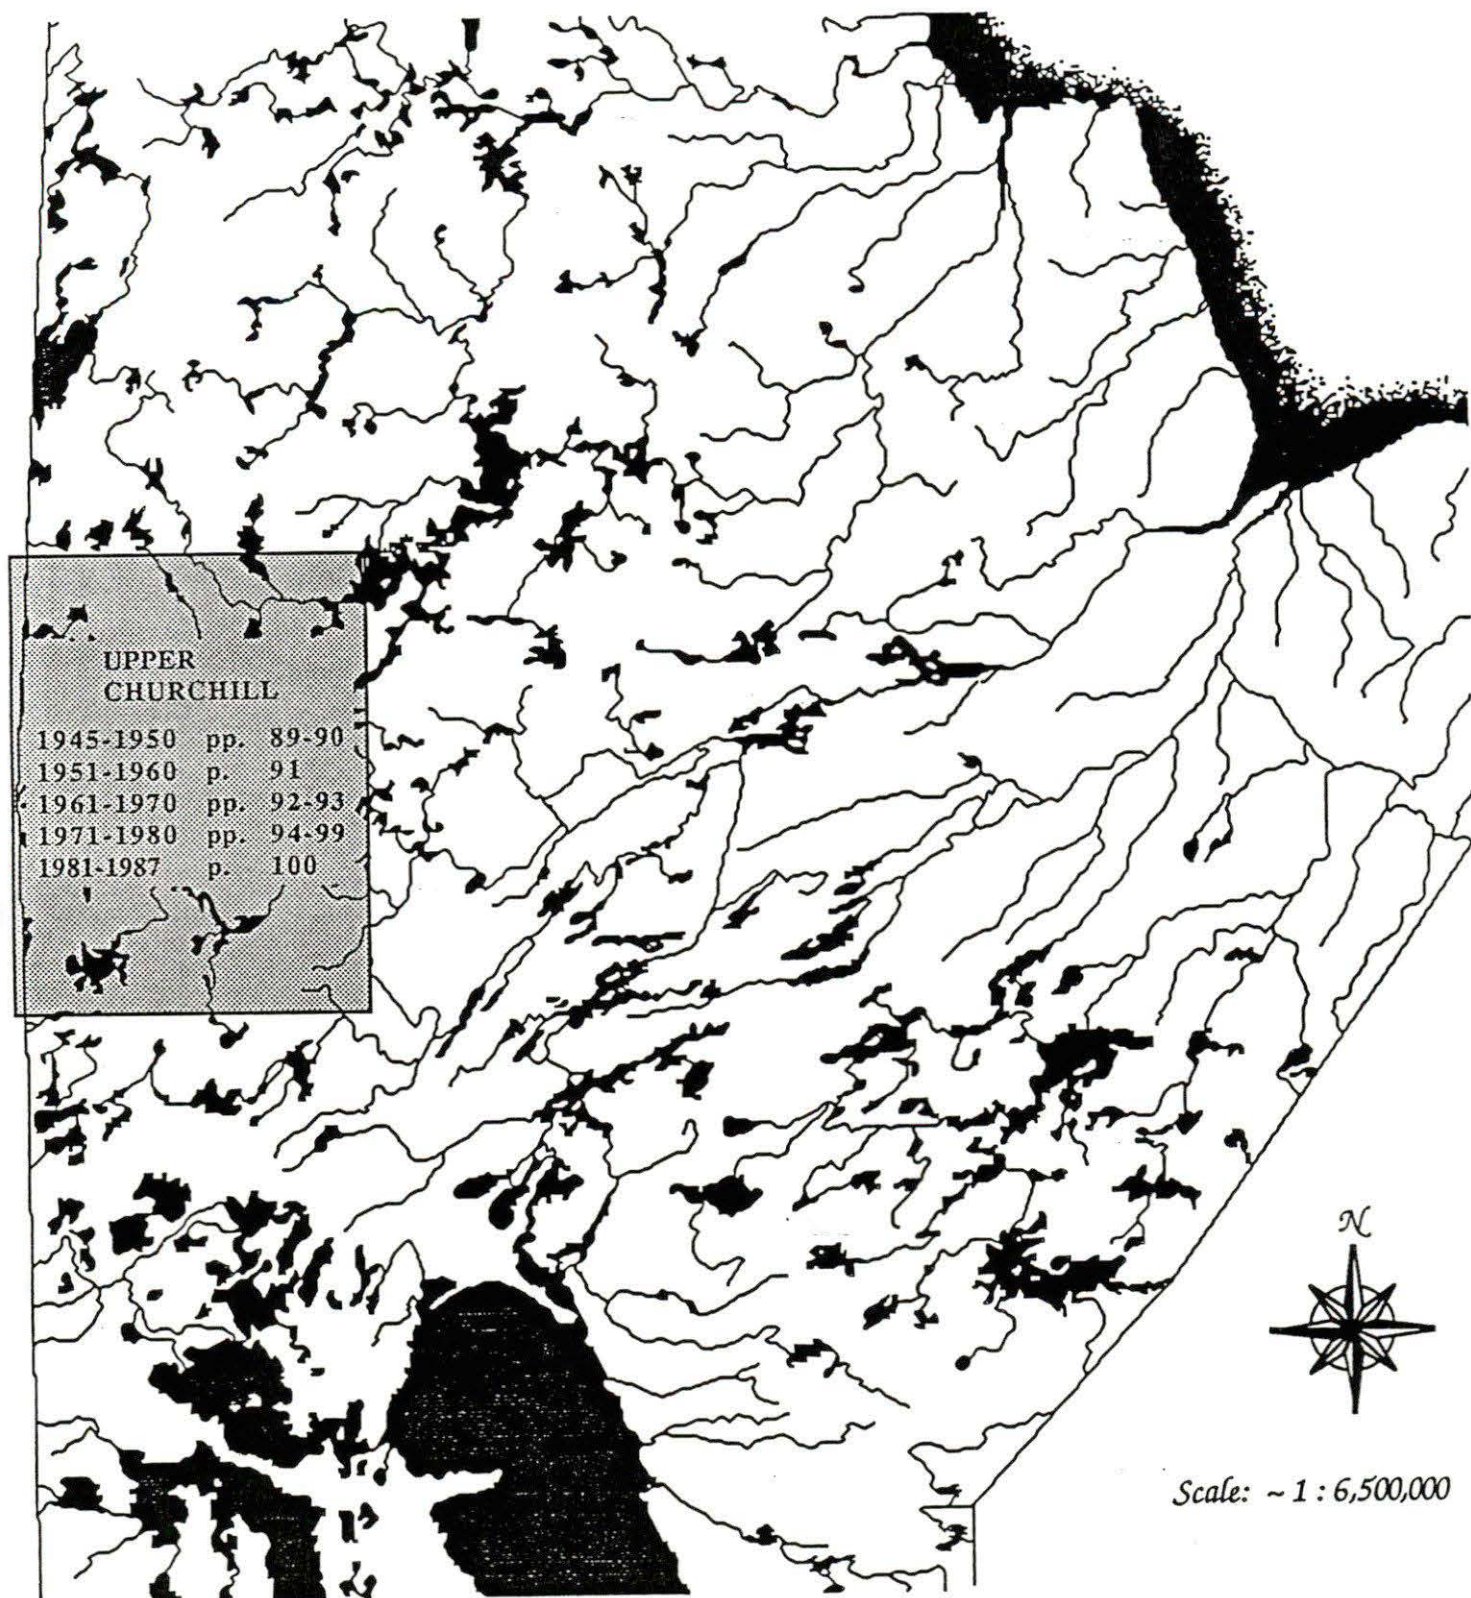 UPPER
CHURCHILL
1945-1950 pp. 89-90
1951-1960 p. 91
1961-1970 pp. 92-93
1971-1980 pp. 94-99
1981-1987 p. 100
N
Scale: ~ 1 : 6,500,000